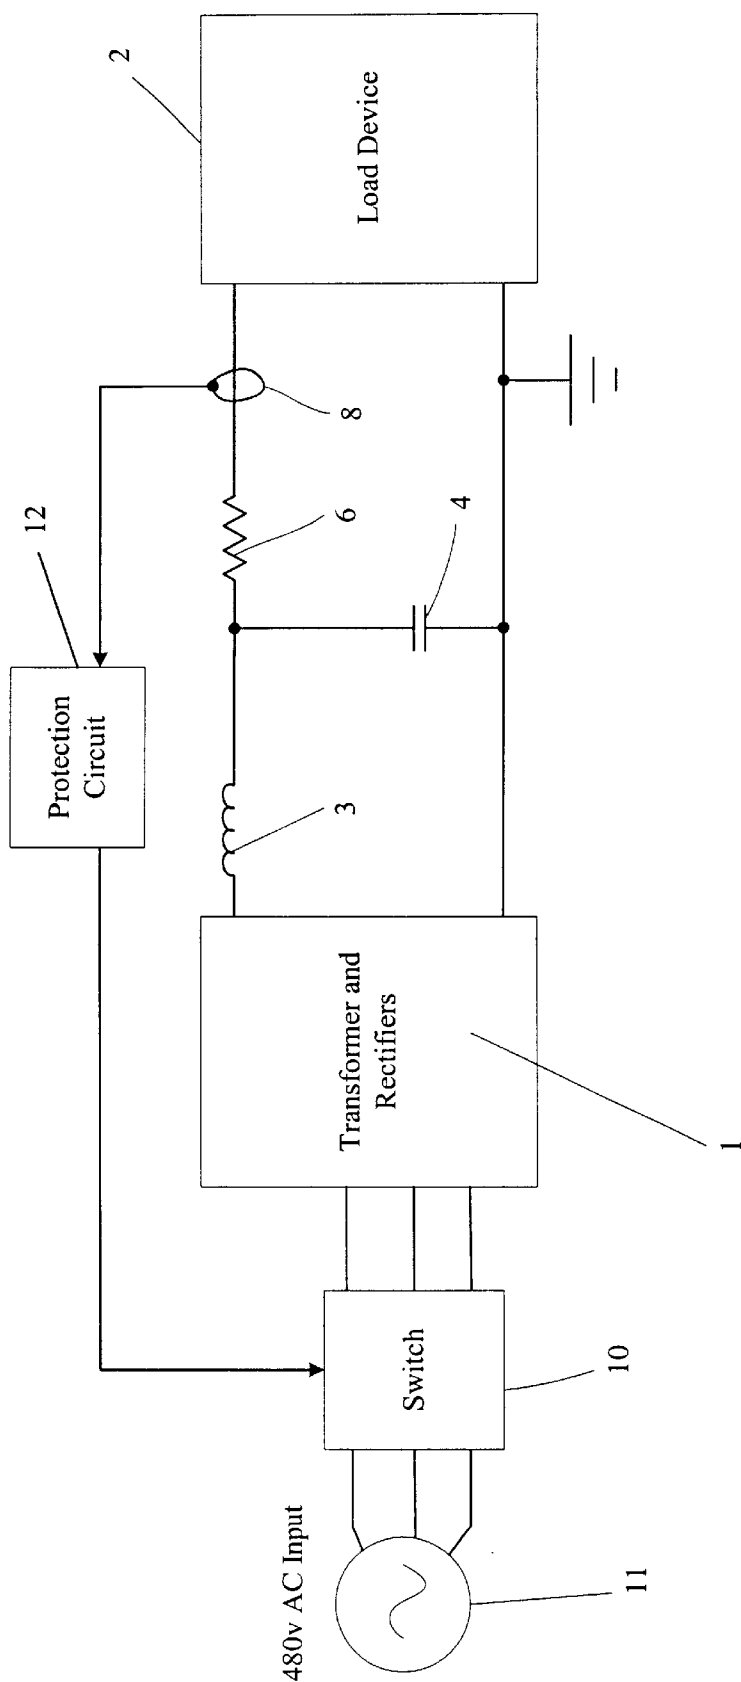 480v AC Input
11
Switch
10
Transformer and
Rectifiers
1
Protection
Circuit
12
3
4
6
8
Load Device
2